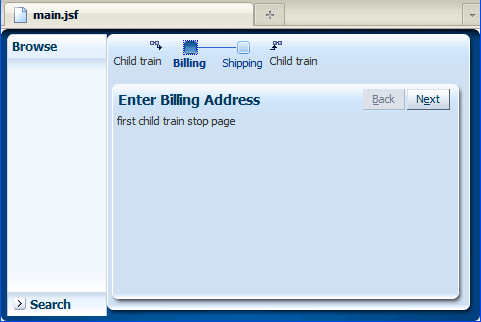 main.jsf
Browse
Child train Billing Shipping Child train
Enter Billing Address Back Next
first child train stop page
Search